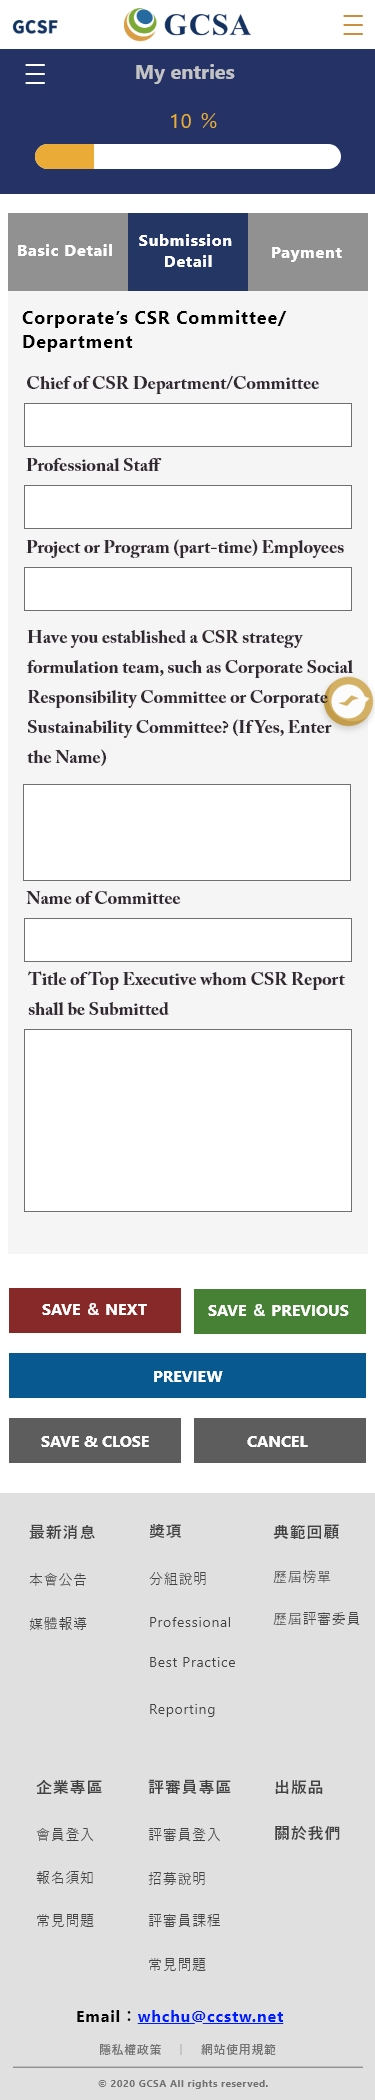 GCSF
GCSA
My entries
10 %
Basic Detail
Submission
Detail
Payment
Corporate’s CSR Committee/
Department
Chief of CSR Department/Committee
Professional Staff
Project or Program (part-time) Employees
Have you established a CSR strategy
formulation team, such as Corporate Social
Responsibility Committee or Corporate
Sustainability Committee? (If Yes, Enter
the Name)
Name of Committee
Title of Top Executive whom CSR Report
shall be Submitted
SAVE & NEXT
SAVE & PREVIOUS
PREVIEW
SAVE & CLOSE
CANCEL
最新消息
本會公告
媒體報導
獎項
分組說明
Professional
Best Practice
Reporting
典範回顧
歷屆榜單
歷屆評審委員
企業專區
會員登入
報名須知
常見問題
評審員專區
評審員登入
招募說明
評審員課程
常見問題
出版品
關於我們
Email：whchu@ccstw.net
隱私權政策 | 網站使用規範
© 2020 GCSA All rights reserved.